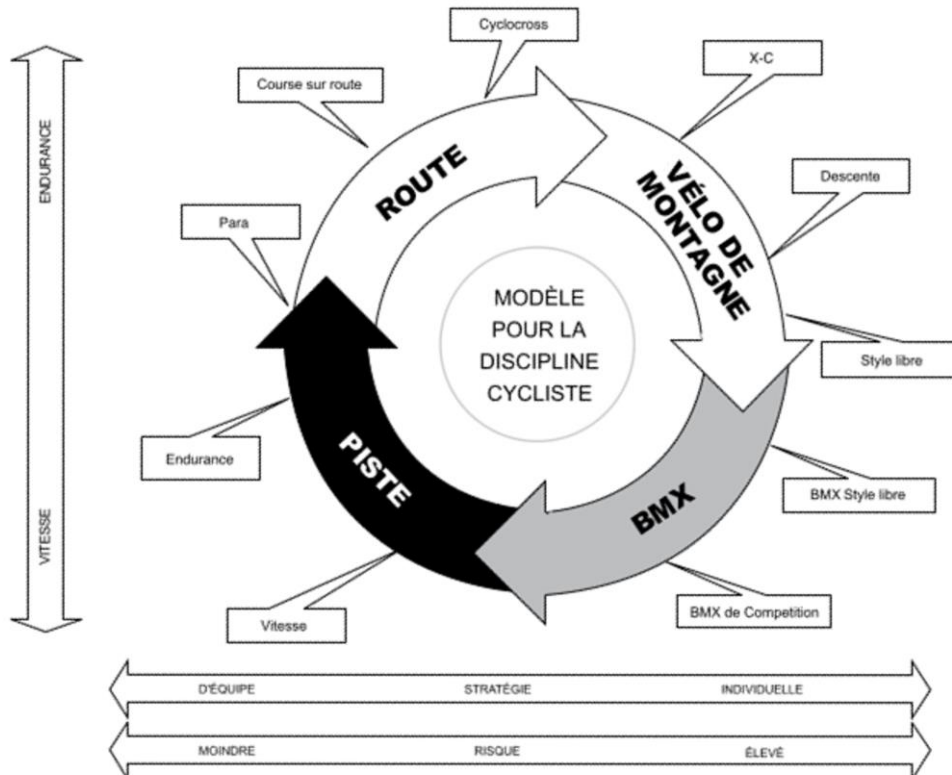 Cyclocross
X-C
Course sur route
ROUTE
VÉLO DE
MONTAGNE
Descente
ENDURANCE
Para
MODÈLE
POUR LA
DISCIPLINE
CYCLISTE
Style libre
Endurance
PISTE
BMX
BMX Style libre
VITESSE
Vitesse
BMX de Competition
D'ÉQUIPE STRATÉGIE INDIVIDUELLE
MOINDRE RISQUE ÉLEVÉ